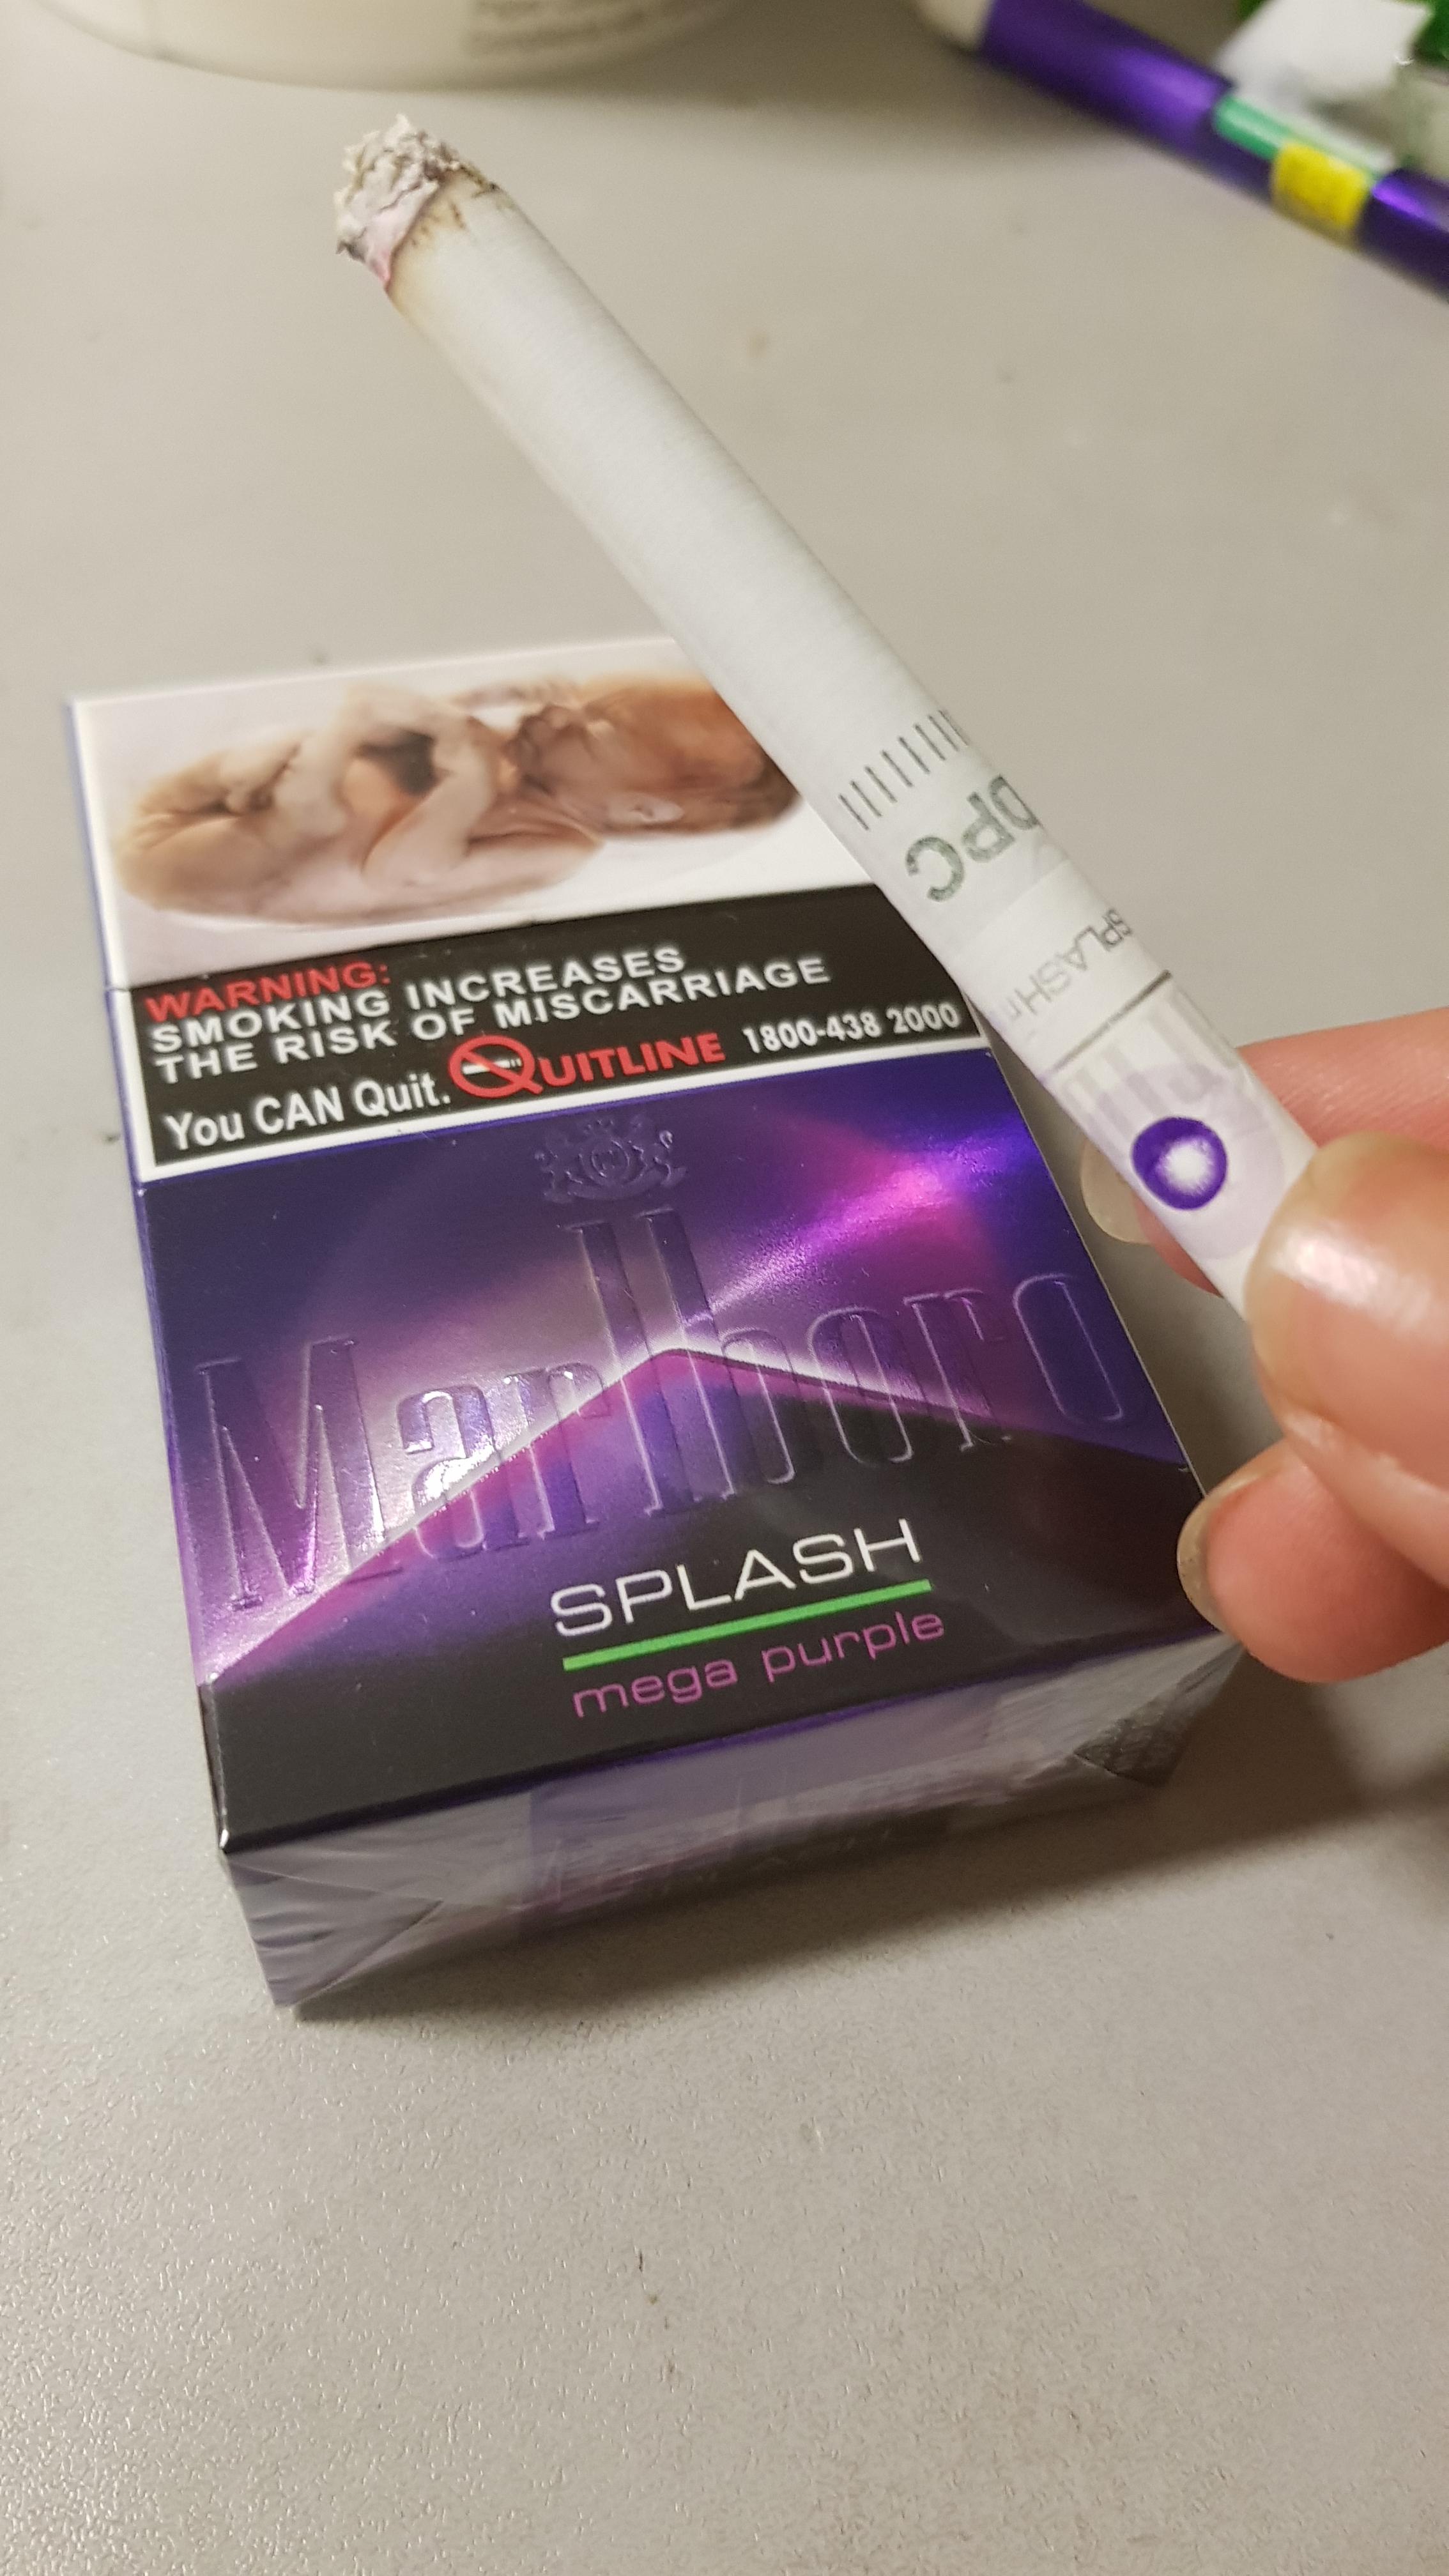 DPC
SPLASH
WARNING:
SMOKING INCREASES
THE RISK OF MISCARRIAGE
You CAN Quit. QUITLINE 1800-438 2000
Marlboro
SPLASH
mega purple